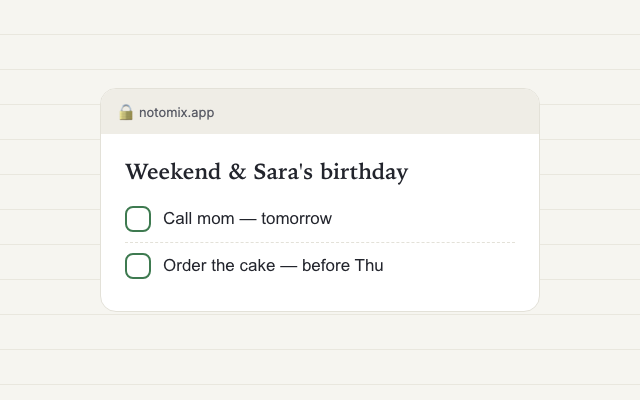 notomix.app
Weekend & Sara's birthday
Call mom — tomorrow
Order the cake — before Thu